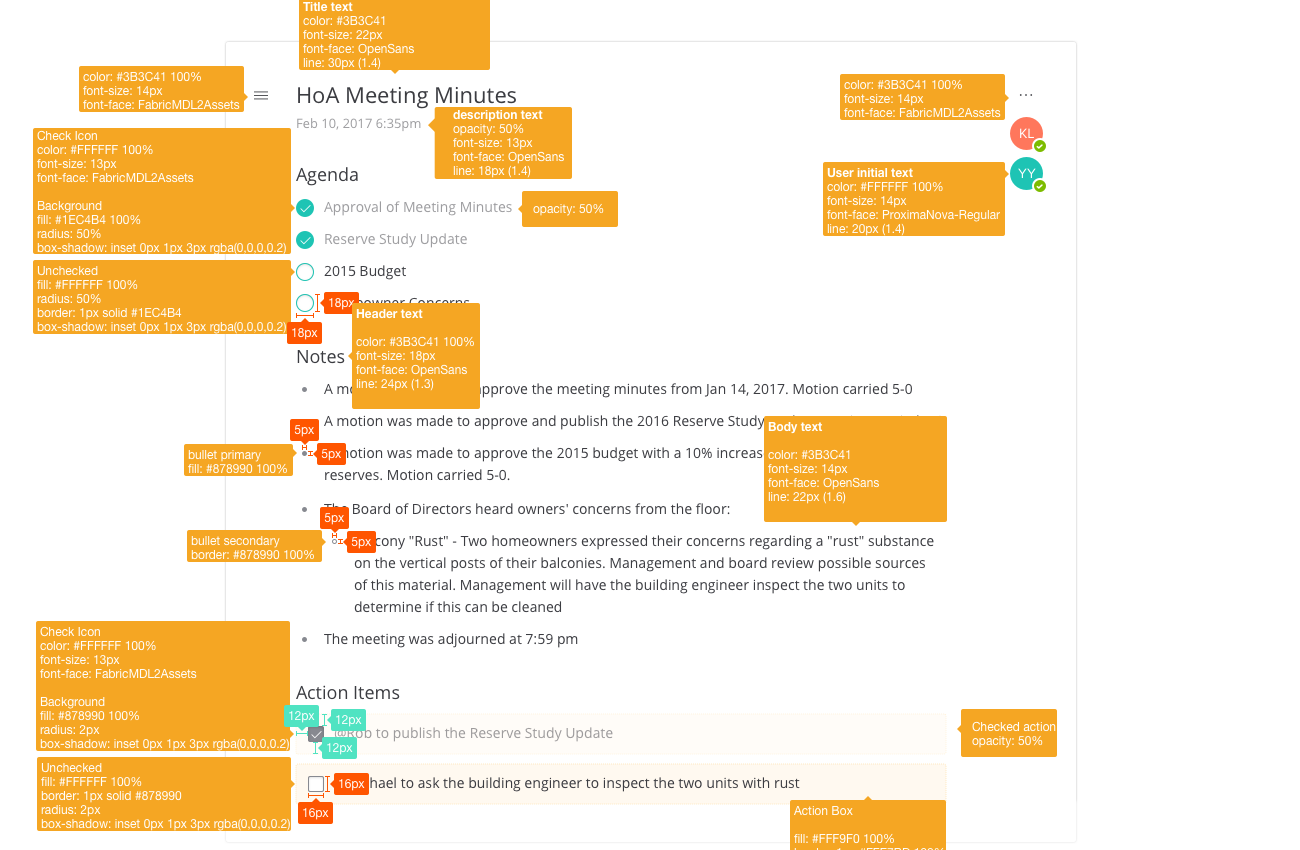 Title text
color: #3B3C41
font-size: 22px
font-face: OpenSans
line: 30px (1.4)
color: #3B3C41 100%
font-size: 14px
font-face: FabricMDL2Assets
HoA Meeting Minutes
color: #3B3C41 100%
font-size: 14px
font-face: FabricMDL2Assets
...
Feb 10, 2017 6:35pm
description text
opacity: 50%
font-size: 13px
font-face: OpenSans
line: 18px (1.4)
KL
YY
User initial text
color: #FFFFFF 100%
font-size: 14px
font-face: ProximaNova-Regular
line: 20px (1.4)
Check Icon
color: #FFFFFF 100%
font-size: 13px
font-face: FabricMDL2Assets
Background
fill: #1EC4B4 100%
radius: 50%
box-shadow: inset 0px 1px 3px rgba(0,0,0,0.2)
Agenda
Approval of Meeting Minutes
opacity: 50%
Reserve Study Update
2015 Budget
Concerns
18px
18px
Unchecked
fill: #FFFFFF 100%
radius: 50%
border: 1px solid #1EC4B4
box-shadow: inset 0px 1px 3px rgba(0,0,0,0.2)
Header text
color: #3B3C41 100%
font-size: 18px
font-face: OpenSans
line: 24px (1.3)
Notes
A approve the meeting minutes from Jan 14, 2017. Motion carried 5-0
A motion was made to approve and publish the 2016 Reserve Study
5px
5px
bullet primary
fill: #878990 100%
motion was made to approve the 2015 budget with a 10%
reserves. Motion carried 5-0.
Body text
color: #3B3C41
font-size: 14px
font-face: OpenSans
line: 22px (1.6)
Board of Directors heard owners' concerns from the floor:
5px
5px
bullet secondary
border: #878990 100%
"Rust" - Two homeowners expressed their concerns regarding a "rust" substance
on the vertical posts of their balconies. Management and board review possible sources
of this material. Management will have the building engineer inspect the two units to
determine if this can be cleaned
The meeting was adjourned at 7:59 pm
Check Icon
color: #FFFFFF 100%
font-size: 13px
font-face: FabricMDL2Assets
Background
fill: #878990 100%
radius: 2px
box-shadow: inset 0px 1px 3px rgba(0,0,0,0.2)
Action Items
12px
12px
12px
@Rob to publish the Reserve Study Update
Checked action
opacity: 50%
Unchecked
fill: #FFFFFF 100%
border: 1px solid #878990
radius: 2px
box-shadow: inset 0px 1px 3px rgba(0,0,0,0.2)
16px
16px
hael to ask the building engineer to inspect the two units with rust
Action Box
fill: #FFF9F0 100%